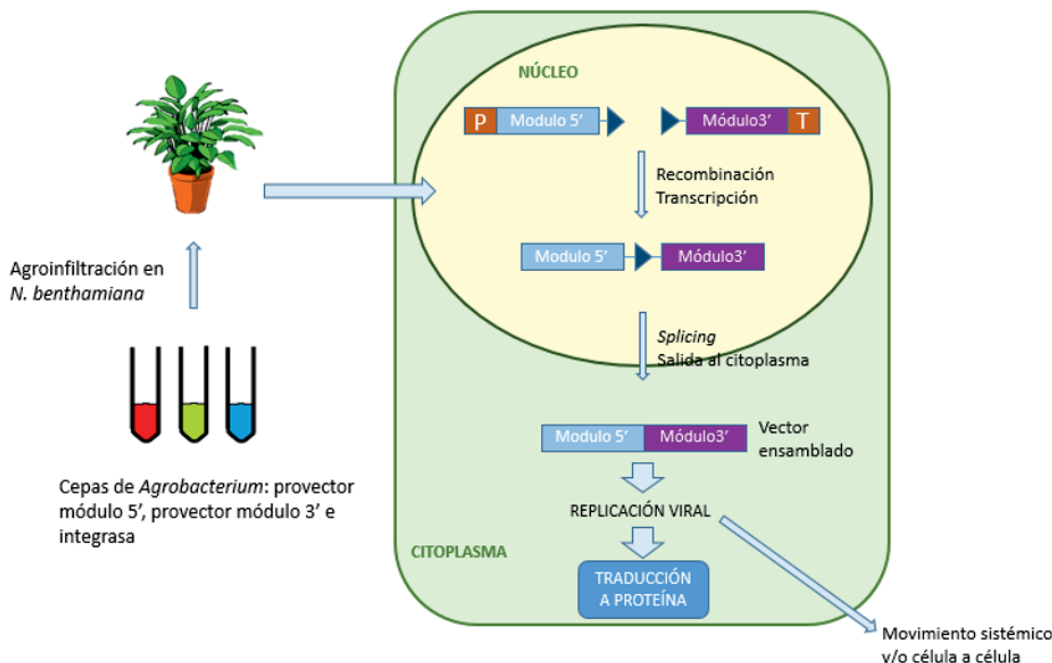 NÚCLEO
P
Modulo 5’
Módulo3’
T
Recombinación
Transcripción
Modulo 5’
Módulo3’
Agroinfiltración en
N. benthamiana
Splicing
Salida al citoplasma
Modulo 5’
Módulo3’
Vector
ensamblado
Cepas de Agrobacterium: provector
módulo 5’, provector módulo 3’ e
integrasa
REPLICACIÓN VIRAL
CITOPLASMA
TRADUCCIÓN
A PROTEÍNA
Movimiento sistémico
y/o célula a célula